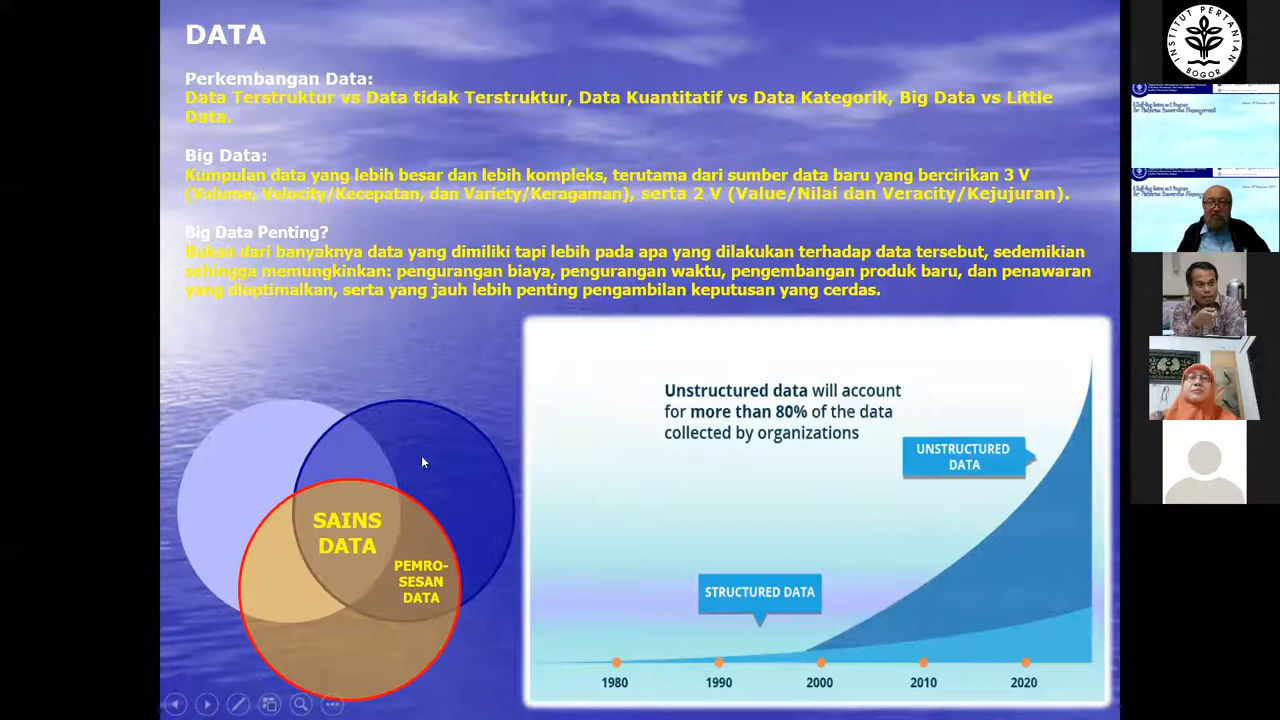 DATA
Perkembangan Data:
Data Terstruktur vs Data tidak Terstruktur, Data Kuantitatif vs Data Kategorik, Big Data vs Little
Data.
Big Data:
Kumpulan data yang lebih besar dan lebih kompleks, terutama dari sumber data baru yang bercirikan 3 V
(Volume, Velocity/Kecepatan, dan Variety/Keragaman), serta 2 V (Value/Nilai dan Veracity/Kejujuran).
Big Data Penting?
Bukan dari banyaknya data yang dimiliki tapi lebih pada apa yang dilakukan terhadap data tersebut, sedemikian
sehingga memungkinkan: pengurangan biaya, pengurangan waktu, pengembangan produk baru, dan penawaran
yang dioptimalkan, serta yang jauh lebih penting pengambilan keputusan yang cerdas.
SAINS
DATA
PEMRO-
SESAN
DATA
Unstructured data will account
for more than 80% of the data
collected by organizations
UNSTRUCTURED
DATA
STRUCTURED DATA
1980
1990
2000
2010
2020
INSTITUT PERTANIAN
BOGOR